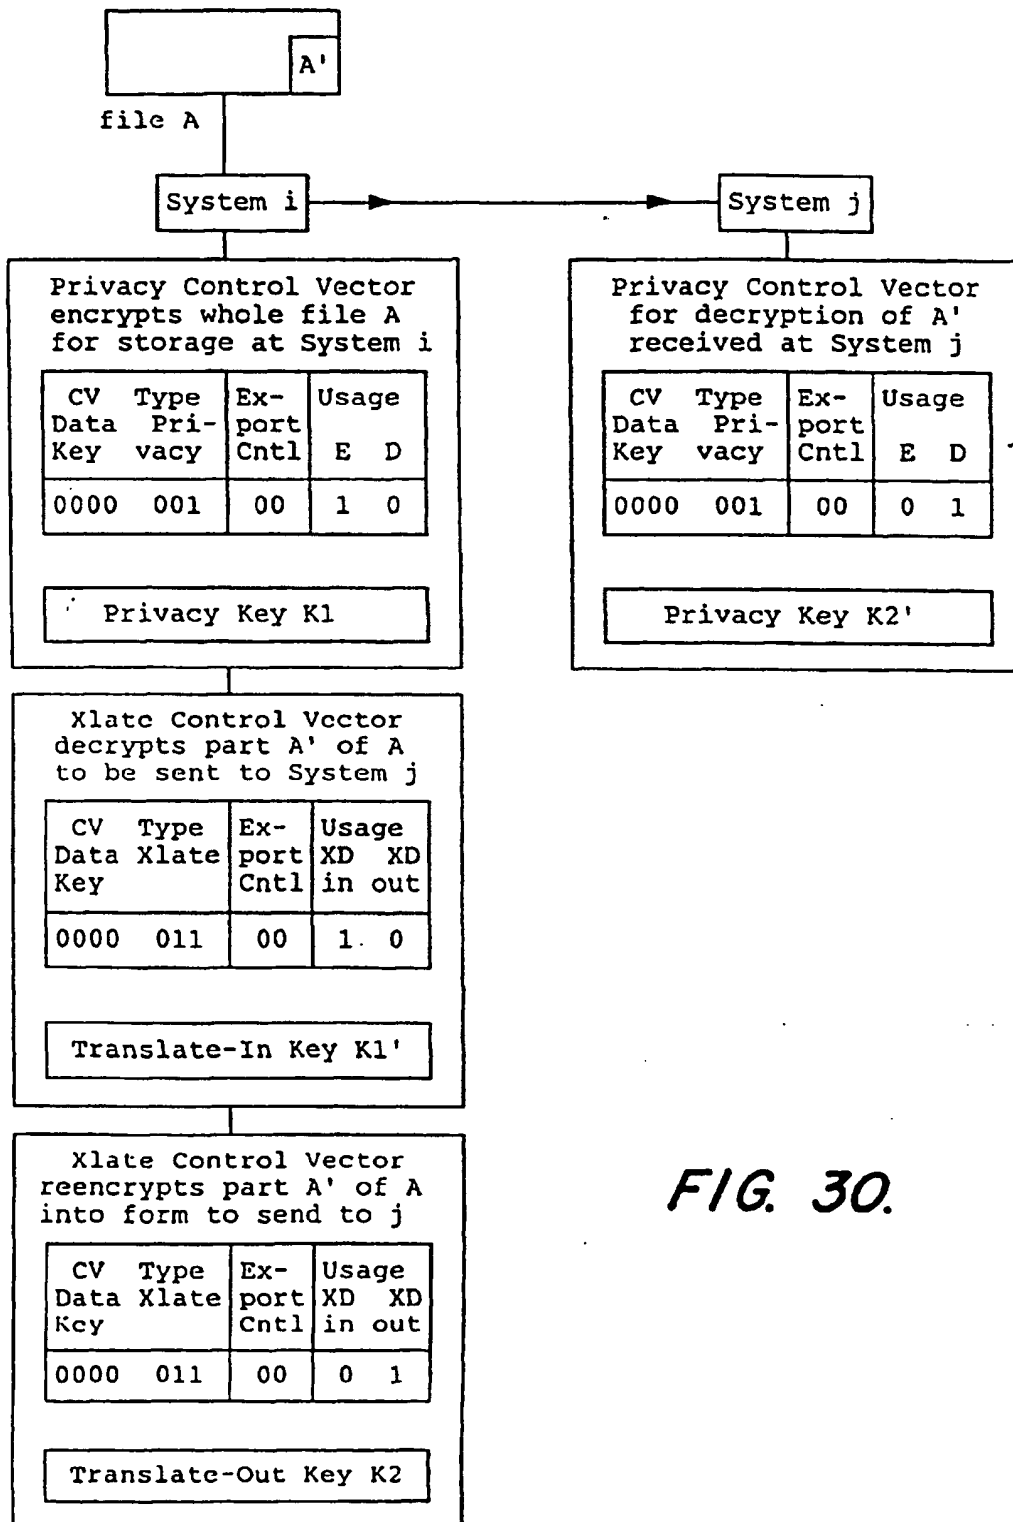 A'
file A
System i
System j
Privacy Control Vector
encrypts whole file A
for storage at System i
CV Type Ex- Usage
Data Pri- port
Key vacy Cntl E D
0000 001 00 1 0
Privacy Key K1
Privacy Control Vector
for decryption of A'
received at System j
CV Type Ex- Usage
Data Pri- port
Key vacy Cntl E D
0000 001 00 0 1
Privacy Key K2'
Xlate Control Vector
decrypts part A' of A
to be sent to System j
CV Type Ex- Usage
Data Xlate port XD XD
Key Cntl in out
0000 011 00 1 0
Translate-In Key K1'
Xlate Control Vector
reencrypts part A' of A
into form to send to j
CV Type Ex- Usage
Data Xlate port XD XD
Key Cntl in out
0000 011 00 0 1
Translate-Out Key K2
FIG. 30.